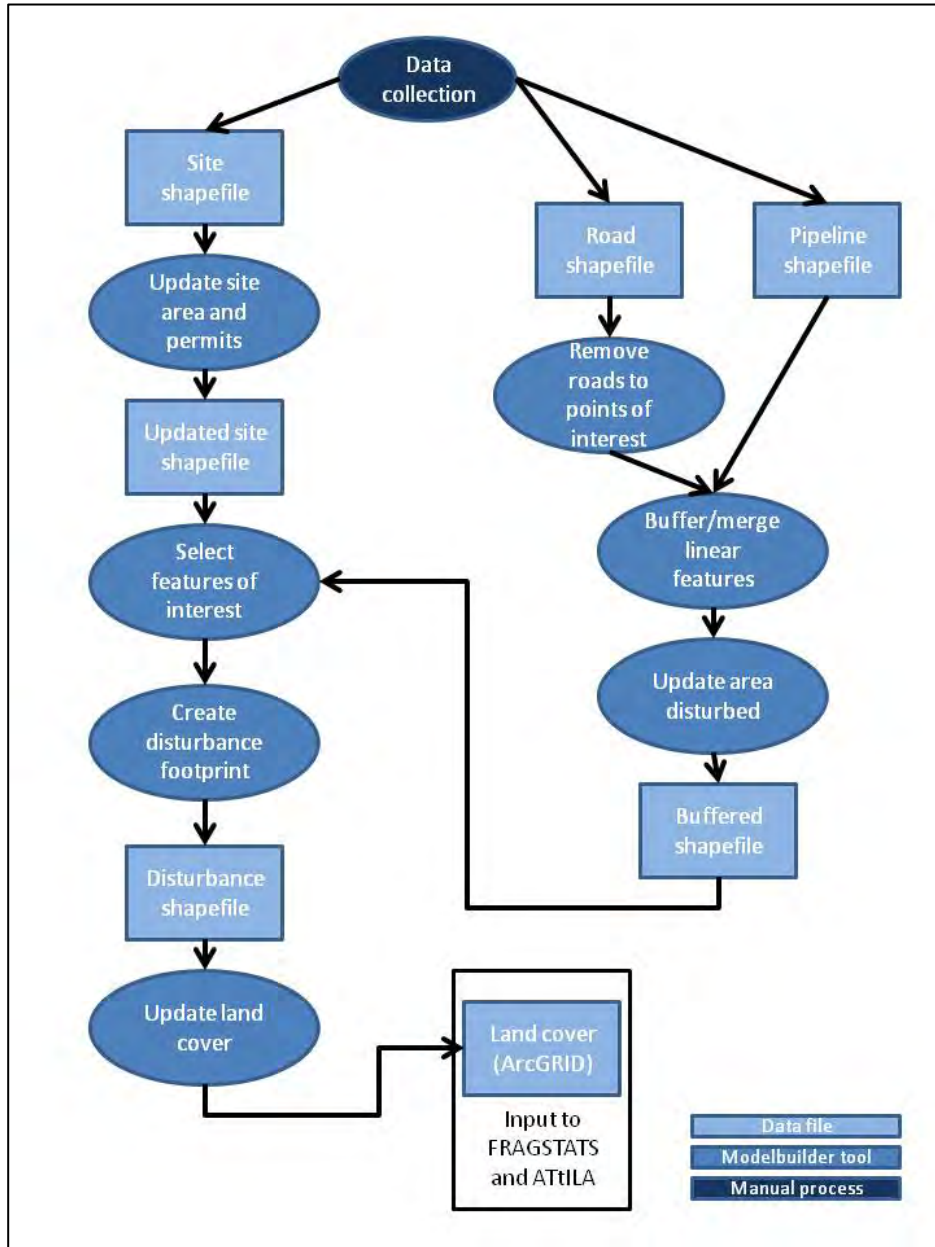 Data
collection
Site
shapefile
Road
shapefile
Pipeline
shapefile
Update site
area and
permits
Remove
roads to
points of
interest
Updated site
shapefile
Buffer/merge
linear
features
Select
features of
interest
Update area
disturbed
Create
disturbance
footprint
Buffered
shapefile
Disturbance
shapefile
Update land
cover
Land cover
(ArcGRID)
Input to
FRAGSTATS
and ATtILA
Data file
Modelbuilder tool
Manual process